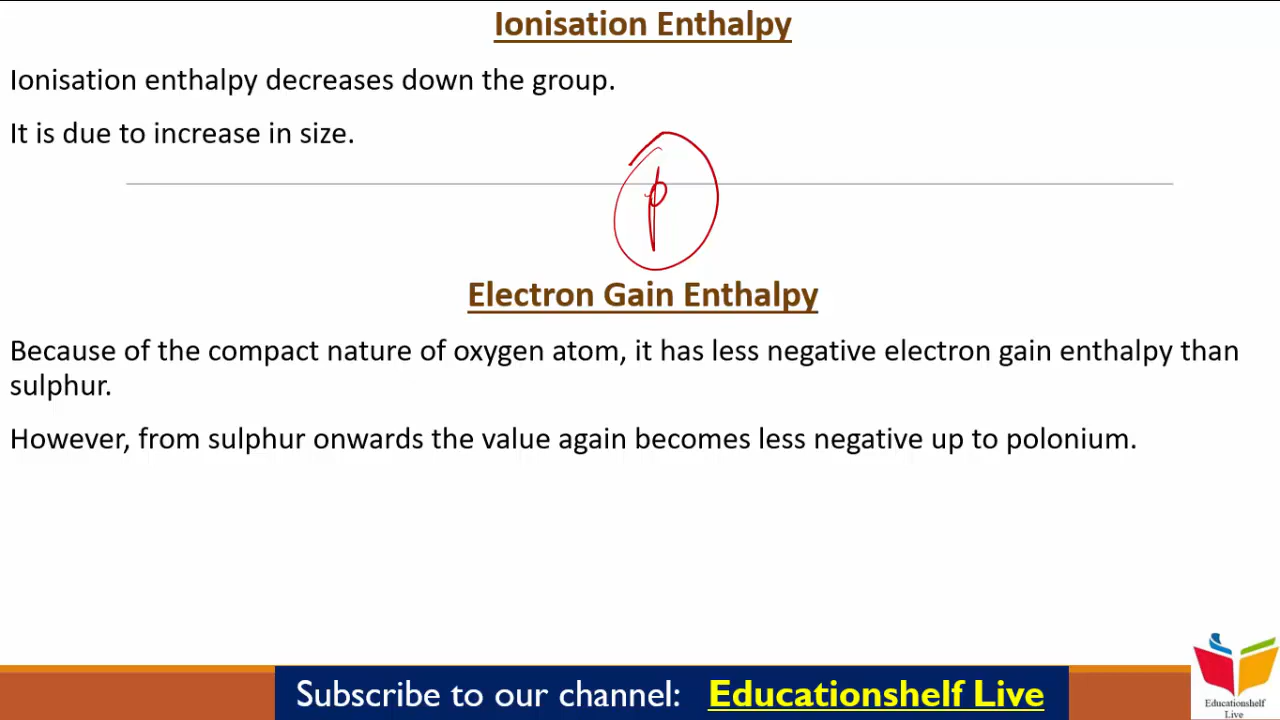 Ionisation Enthalpy
Ionisation enthalpy decreases down the group.
It is due to increase in size.
p
Electron Gain Enthalpy
Because of the compact nature of oxygen atom, it has less negative electron gain enthalpy than
sulphur.
However, from sulphur onwards the value again becomes less negative up to polonium.
Subscribe to our channel: Educationshelf Live
Educationshelf
Live